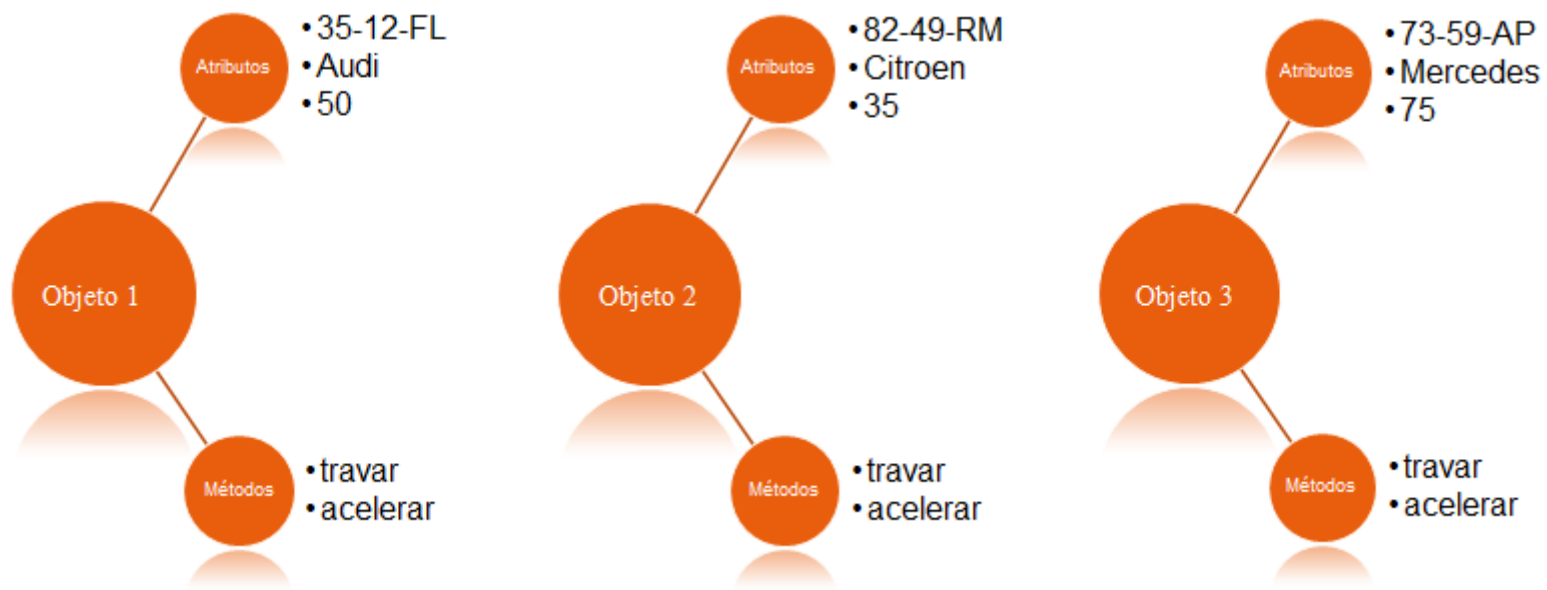 Atributos
• 35-12-FL
• Audi
• 50
Objeto 1
Métodos
• travar
• acelerar
Atributos
• 82-49-RM
• Citroen
• 35
Objeto 2
Métodos
• travar
• acelerar
Atributos
• 73-59-AP
• Mercedes
• 75
Objeto 3
Métodos
• travar
• acelerar